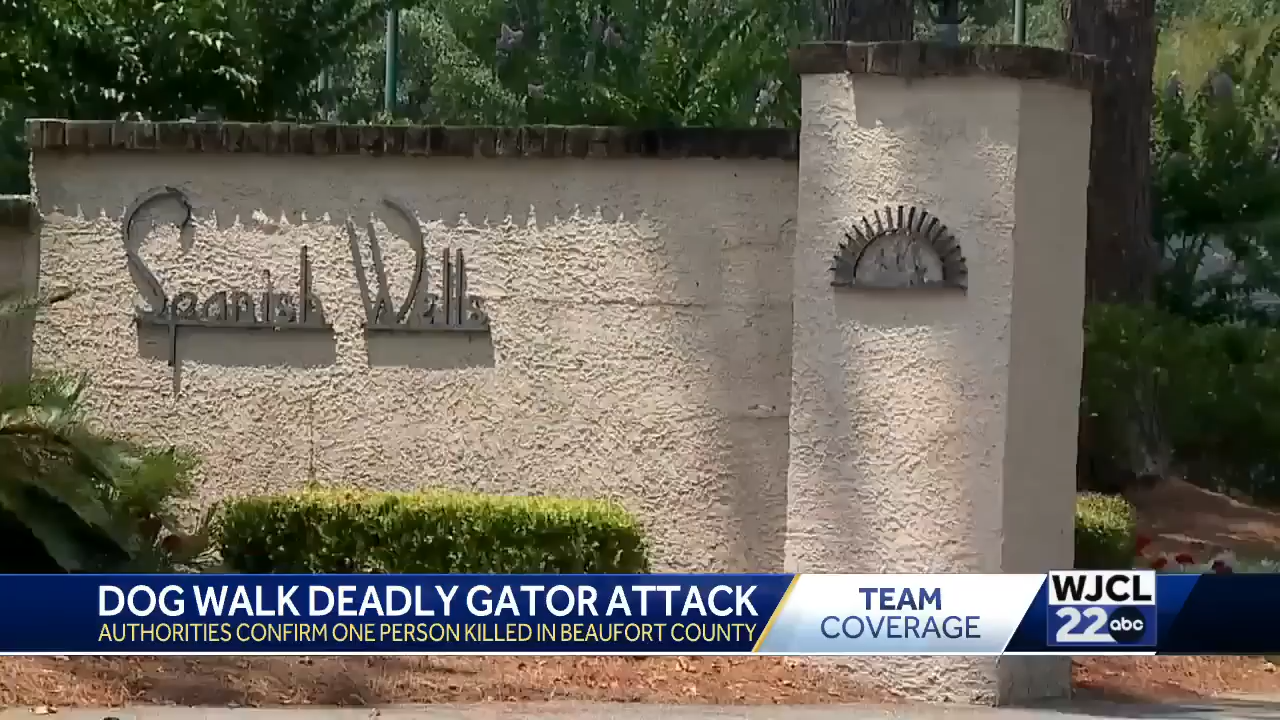 Spanish Wells
DOG WALK DEADLY GATOR ATTACK
AUTHORITIES CONFIRM ONE PERSON KILLED IN BEAUFORT COUNTY
TEAM
COVERAGE
WJCL
22 abc